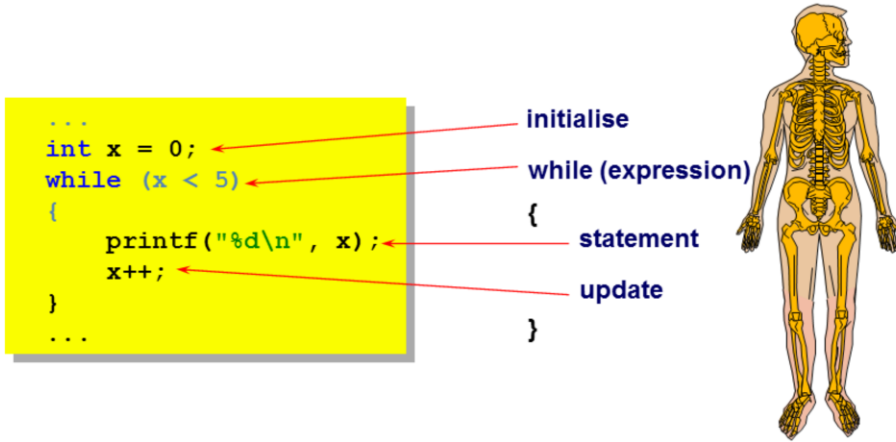 ...
int x = 0;
while (x < 5)
{
printf("%d\n", x);
x++;
}
...
initialise
while (expression)
{
statement
update
}